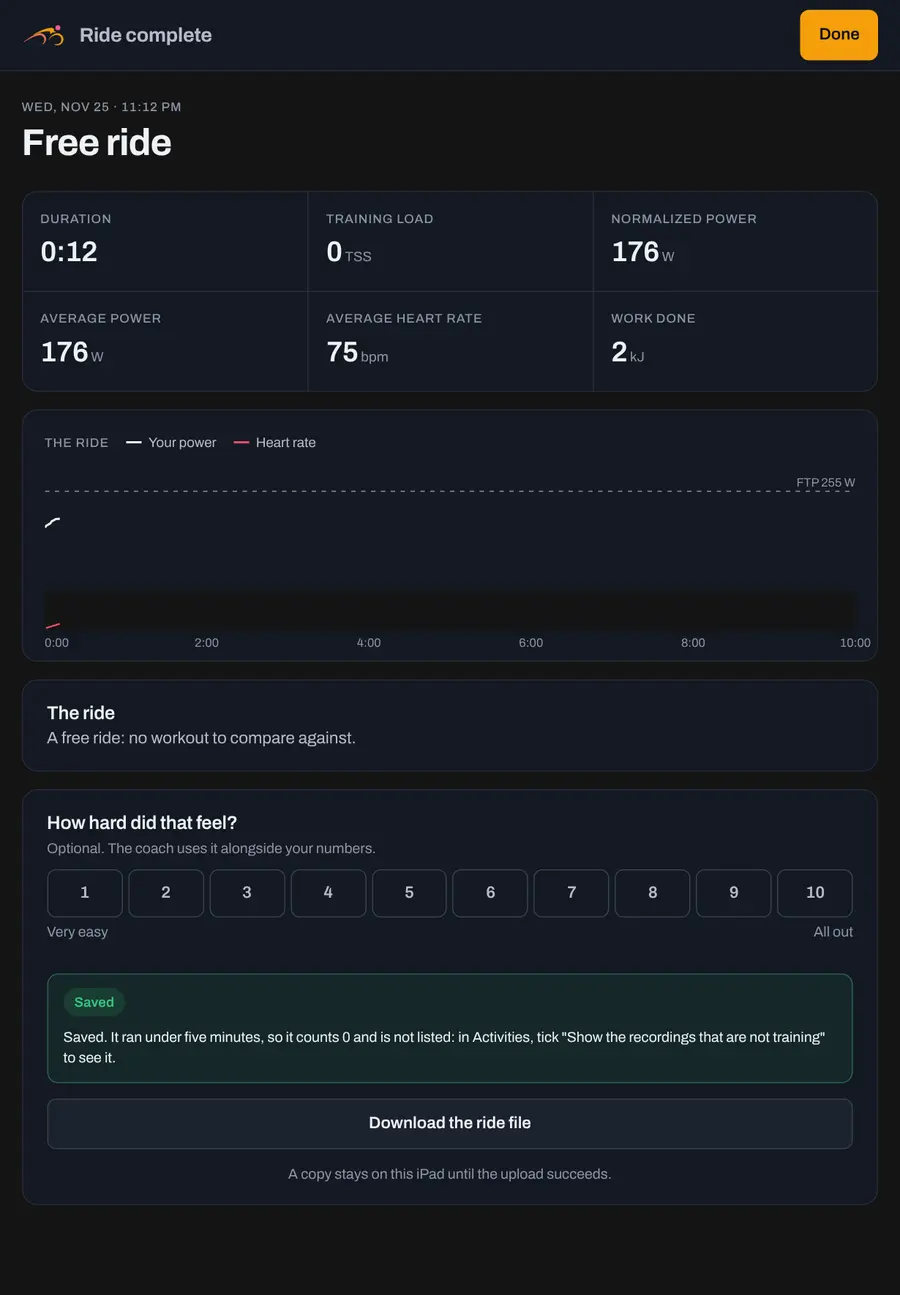 Ride complete
Done
WED, NOV 25 · 11:12 PM
Free ride
DURATION
0:12
TRAINING LOAD
0 TSS
NORMALIZED POWER
176 W
AVERAGE POWER
176 W
AVERAGE HEART RATE
75 bpm
WORK DONE
2 kJ
THE RIDE Your power Heart rate
FTP 255 W
0:00 2:00 4:00 6:00 8:00 10:00
The ride
A free ride: no workout to compare against.
How hard did that feel?
Optional. The coach uses it alongside your numbers.
1 2 3 4 5 6 7 8 9 10
Very easy All out
Saved
Saved. It ran under five minutes, so it counts 0 and is not listed: in Activities, tick "Show the recordings that are not training"
to see it.
Download the ride file
A copy stays on this iPad until the upload succeeds.